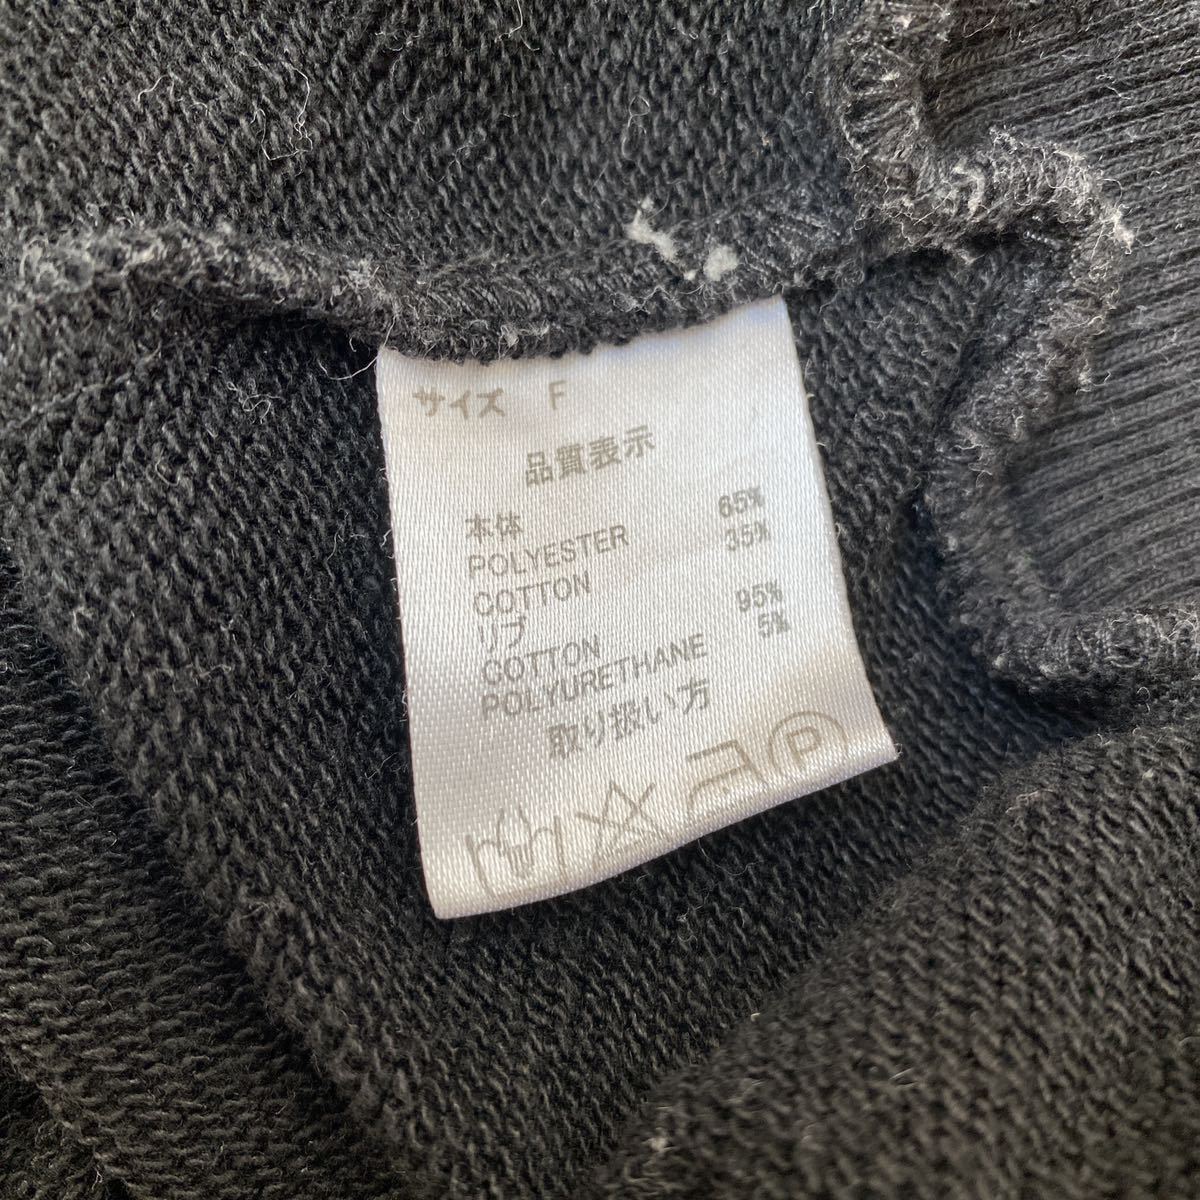 サイズ F
品質表示
本体
POLYESTER 65%
COTTON 35%
リブ
COTTON 95%
POLYURETHANE 5%
取り扱い方
P